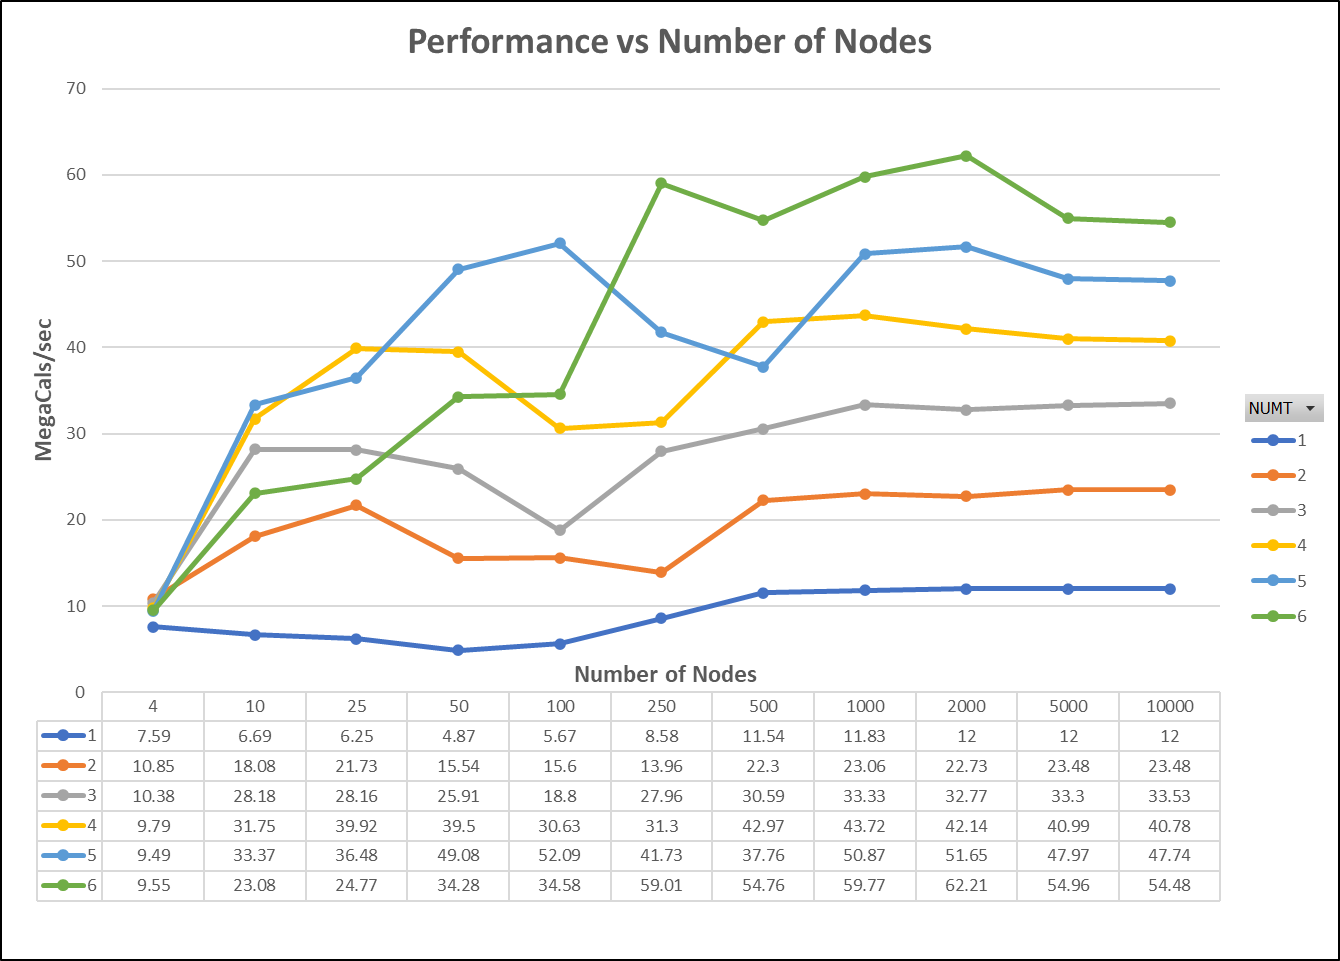 Performance vs Number of Nodes
70
60
50
40
30
20
10
0
MegaCals/sec
Number of Nodes
NUMT
1
2
3
4
5
6
4 10 25 50 100 250 500 1000 2000 5000 10000
1 7.59 6.69 6.25 4.87 5.67 8.58 11.54 11.83 12 12 12
2 10.85 18.08 21.73 15.54 15.6 13.96 22.3 23.06 22.73 23.48 23.48
3 10.38 28.18 28.16 25.91 18.8 27.96 30.59 33.33 32.77 33.3 33.53
4 9.79 31.75 39.92 39.5 30.63 31.3 42.97 43.72 42.14 40.99 40.78
5 9.49 33.37 36.48 49.08 52.09 41.73 37.76 50.87 51.65 47.97 47.74
6 9.55 23.08 24.77 34.28 34.58 59.01 54.76 59.77 62.21 54.96 54.48